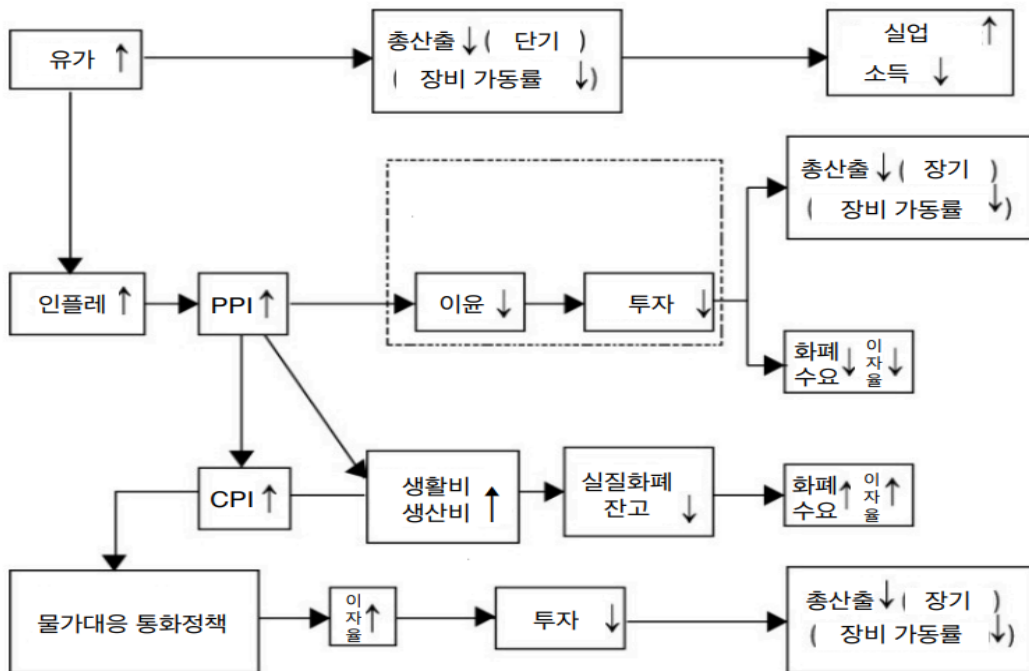 유가 ↑
총산출 ↓ ( 단기 )
( 장비 가동률 ↓ )
실업 ↑
소득 ↓
총산출 ↓ ( 장기 )
( 장비 가동률 ↓ )
인플레 ↑
PPI ↑
이윤 ↓
투자 ↓
화폐
수요 ↓
이
자
율 ↓
CPI ↑
생활비
생산비 ↑
실질화폐
잔고 ↓
화폐
수요 ↑
이
자
율 ↑
물가대응 통화정책
이
자
율 ↑
투자 ↓
총산출 ↓ ( 장기 )
( 장비 가동률 ↓ )